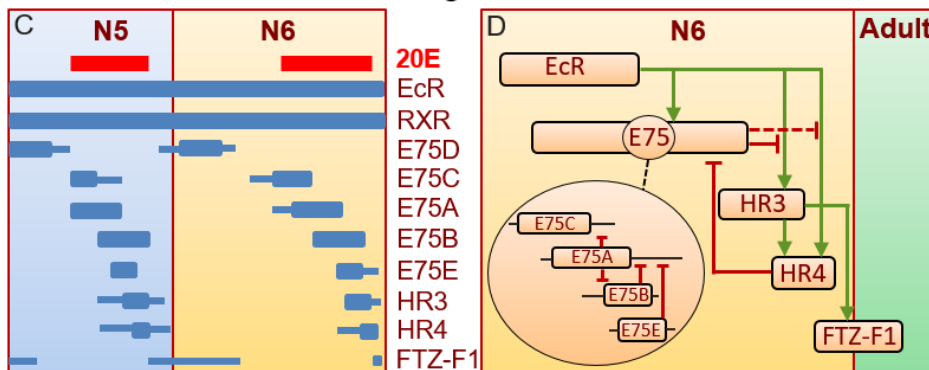 C
N5
N6
20E
EcR
RXR
E75D
E75C
E75A
E75B
E75E
HR3
HR4
FTZ-F1
D
N6
Adult
EcR
E75
HR3
E75C
E75A
HR4
E75B
E75E
FTZ-F1